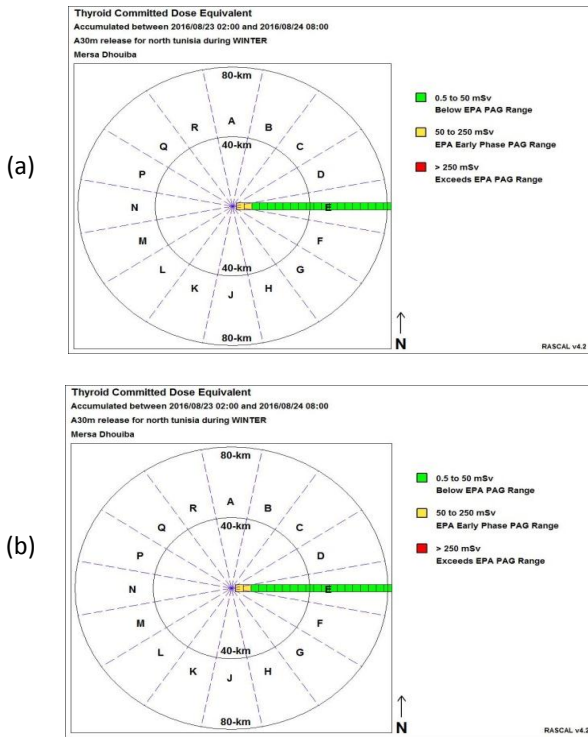 (a)
Thyroid Committed Dose Equivalent
Accumulated between 2016/08/23 02:00 and 2016/08/24 08:00
A30m release for north tunisia during WINTER
Mersa Dhouiba
80-km
R A B
Q 40-km C
P D
N E
M F
L 40-km G
K J H
80-km
0.5 to 50 mSv
Below EPA PAG Range
50 to 250 mSv
EPA Early Phase PAG Range
> 250 mSv
Exceeds EPA PAG Range
N
RASCAL v4.2
(b)
Thyroid Committed Dose Equivalent
Accumulated between 2016/08/23 02:00 and 2016/08/24 08:00
A30m release for north tunisia during WINTER
Mersa Dhouiba
80-km
R A B
Q 40-km C
P D
N E
M F
L 40-km G
K J H
80-km
0.5 to 50 mSv
Below EPA PAG Range
50 to 250 mSv
EPA Early Phase PAG Range
> 250 mSv
Exceeds EPA PAG Range
N
RASCAL v4.2